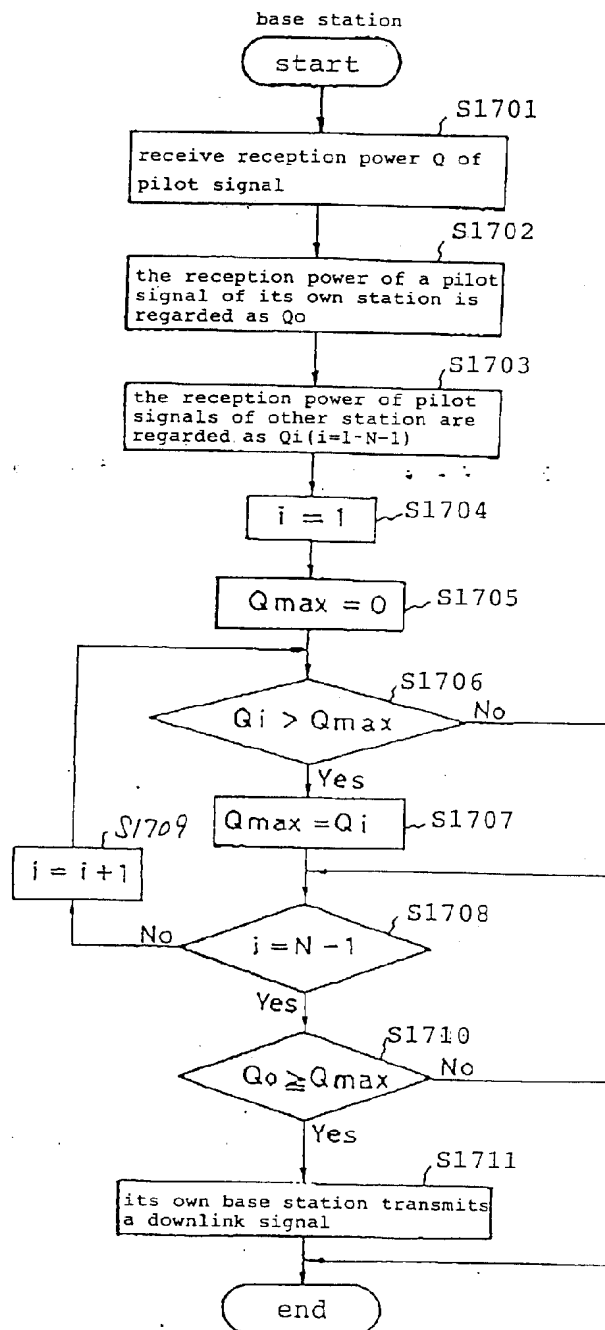 base station
start
S1701
receive reception power Q of
pilot signal
S1702
the reception power of a pilot
signal of its own station is
regarded as Qo
S1703
the reception power of pilot
signals of other station are
regarded as Qi(i=1-N-1)
i = 1
S1704
Qmax = 0
S1705
S1706
Qi > Qmax
No
Yes
S1709
Qmax = Qi
S1707
i = i+1
S1708
No
i = N - 1
Yes
S1710
Qo ≧ Qmax
No
Yes
S1711
its own base station transmits
a downlink signal
end